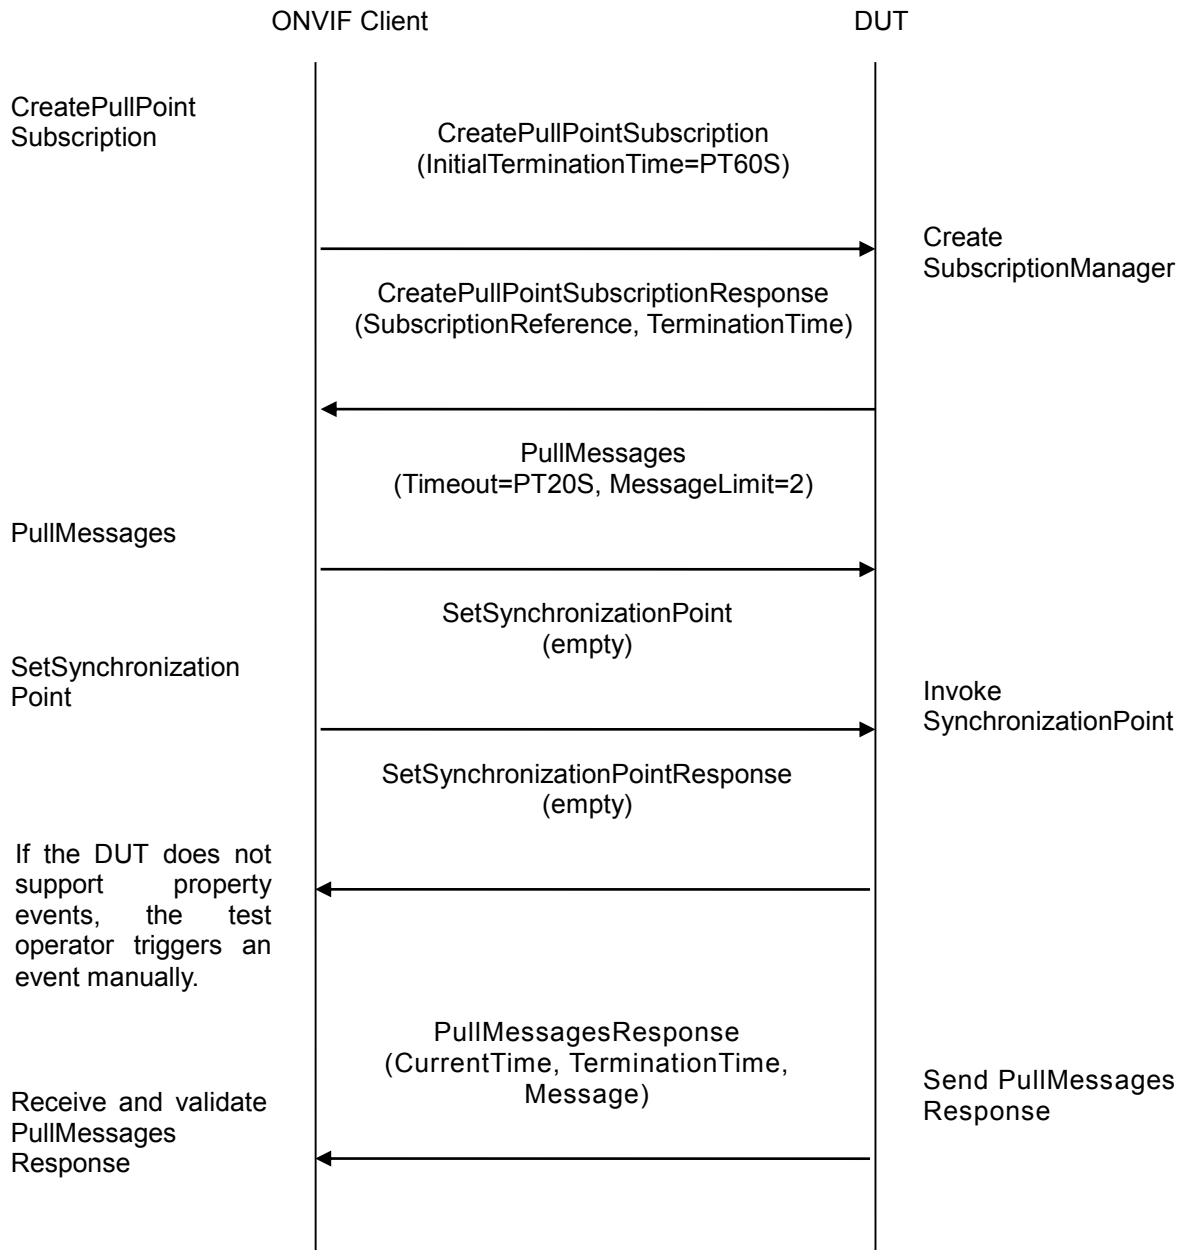 ONVIF Client
DUT
CreatePullPoint
Subscription
CreatePullPointSubscription
(InitialTerminationTime=PT60S)
Create
SubscriptionManager
CreatePullPointSubscriptionResponse
(SubscriptionReference, TerminationTime)
PullMessages
(Timeout=PT20S, MessageLimit=2)
PullMessages
SetSynchronizationPoint
(empty)
SetSynchronization
Point
Invoke
SynchronizationPoint
SetSynchronizationPointResponse
(empty)
If the DUT does not
support property
events, the test
operator triggers an
event manually.
PullMessagesResponse
(CurrentTime, TerminationTime,
Message)
Send PullMessages
Response
Receive and validate
PullMessages
Response